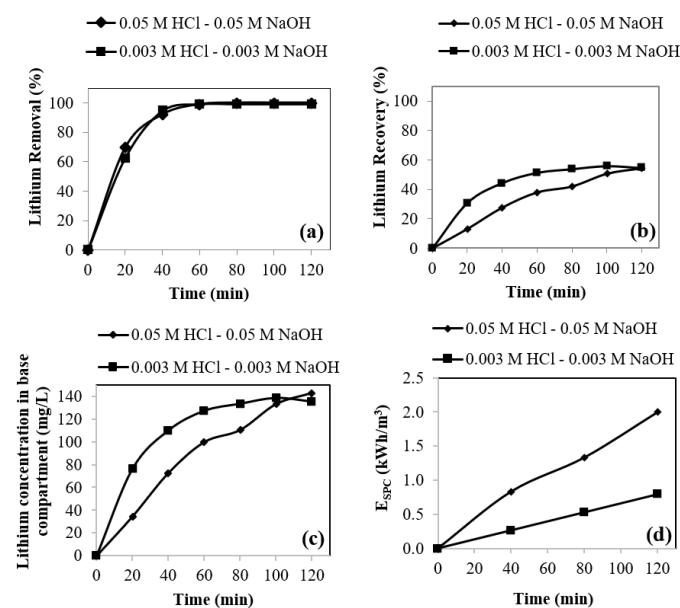 0.05 M HCl - 0.05 M NaOH
0.003 M HCl - 0.003 M NaOH
Lithium Removal (%)
100
80
60
40
20
0
0 20 40 60 80 100 120
Time (min)
(a)
0.05 M HCl - 0.05 M NaOH
0.003 M HCl - 0.003 M NaOH
Lithium Recovery (%)
100
80
60
40
20
0
0 20 40 60 80 100 120
Time (min)
(b)
0.05 M HCl - 0.05 M NaOH
0.003 M HCl - 0.003 M NaOH
Lithium concentration in base
compartment (mg/L)
140
120
100
80
60
40
20
0
0 20 40 60 80 100 120
Time (min)
(c)
0.05 M HCl - 0.05 M NaOH
0.003 M HCl - 0.003 M NaOH
E_SPC (kWh/m³)
2.5
2.0
1.5
1.0
0.5
0.0
0 20 40 60 80 100 120
Time (min)
(d)